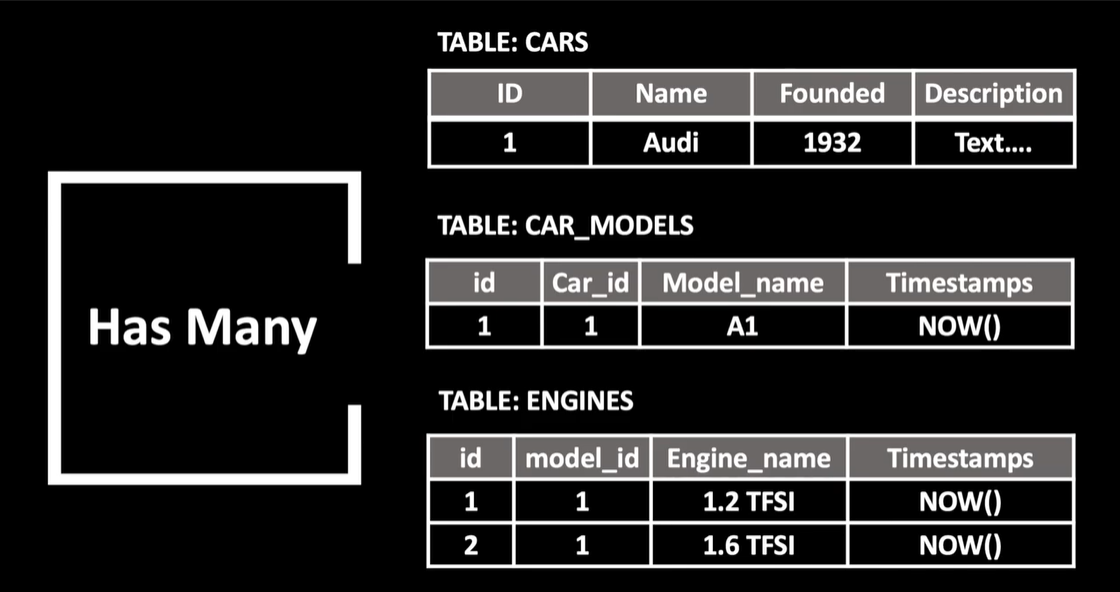 TABLE: CARS
ID Name Founded Description
1 Audi 1932 Text....
Has Many
TABLE: CAR_MODELS
id Car_id Model_name Timestamps
1 1 A1 NOW()
TABLE: ENGINES
id model_id Engine_name Timestamps
1 1 1.2 TFSI NOW()
2 1 1.6 TFSI NOW()